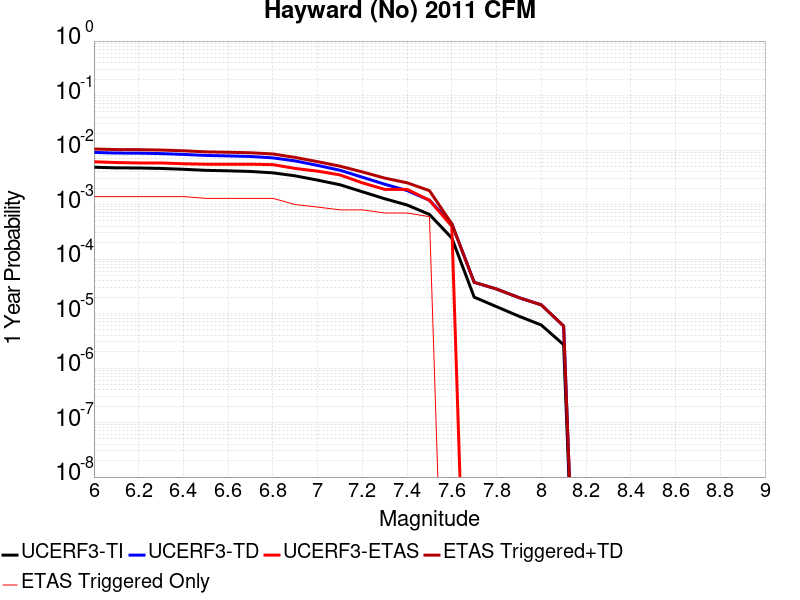 Hayward (No) 2011 CFM
10^0
10^-1
10^-2
10^-3
10^-4
10^-5
10^-6
10^-7
10^-8
1 Year Probability
6 6.2 6.4 6.6 6.8 7 7.2 7.4 7.6 7.8 8 8.2 8.4 8.6 8.8 9
Magnitude
UCERF3-TI UCERF3-TD UCERF3-ETAS ETAS Triggered+TD
ETAS Triggered Only